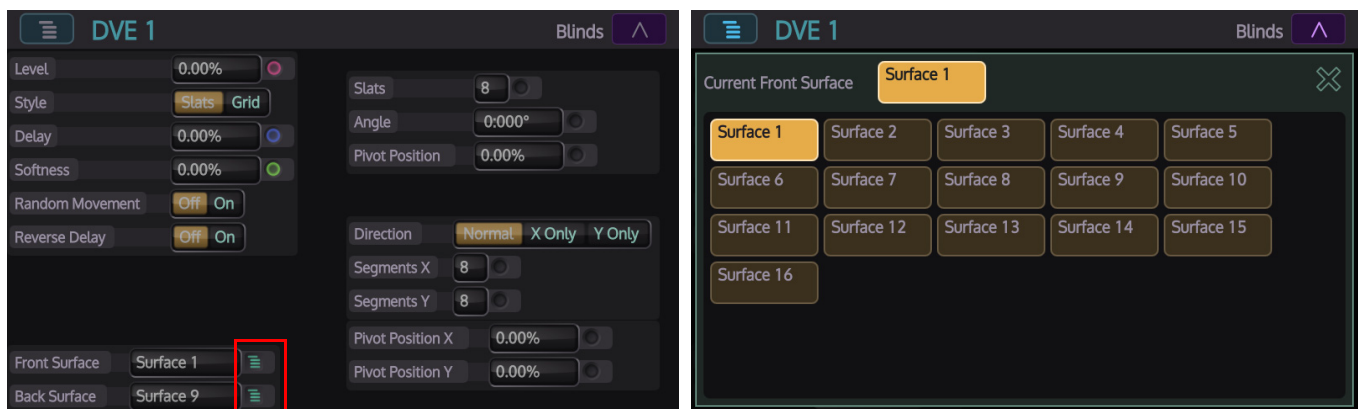 DVE 1 Blinds
Level 0.00%
Style Slats Grid
Delay 0.00%
Softness 0.00%
Random Movement Off On
Reverse Delay Off On
Slats 8
Angle 0:000°
Pivot Position 0.00%
Direction Normal X Only Y Only
Segments X 8
Segments Y 8
Pivot Position X 0.00%
Pivot Position Y 0.00%
Front Surface Surface 1
Back Surface Surface 9
DVE 1 Blinds
Current Front Surface Surface 1
Surface 1 Surface 2 Surface 3 Surface 4 Surface 5
Surface 6 Surface 7 Surface 8 Surface 9 Surface 10
Surface 11 Surface 12 Surface 13 Surface 14 Surface 15
Surface 16